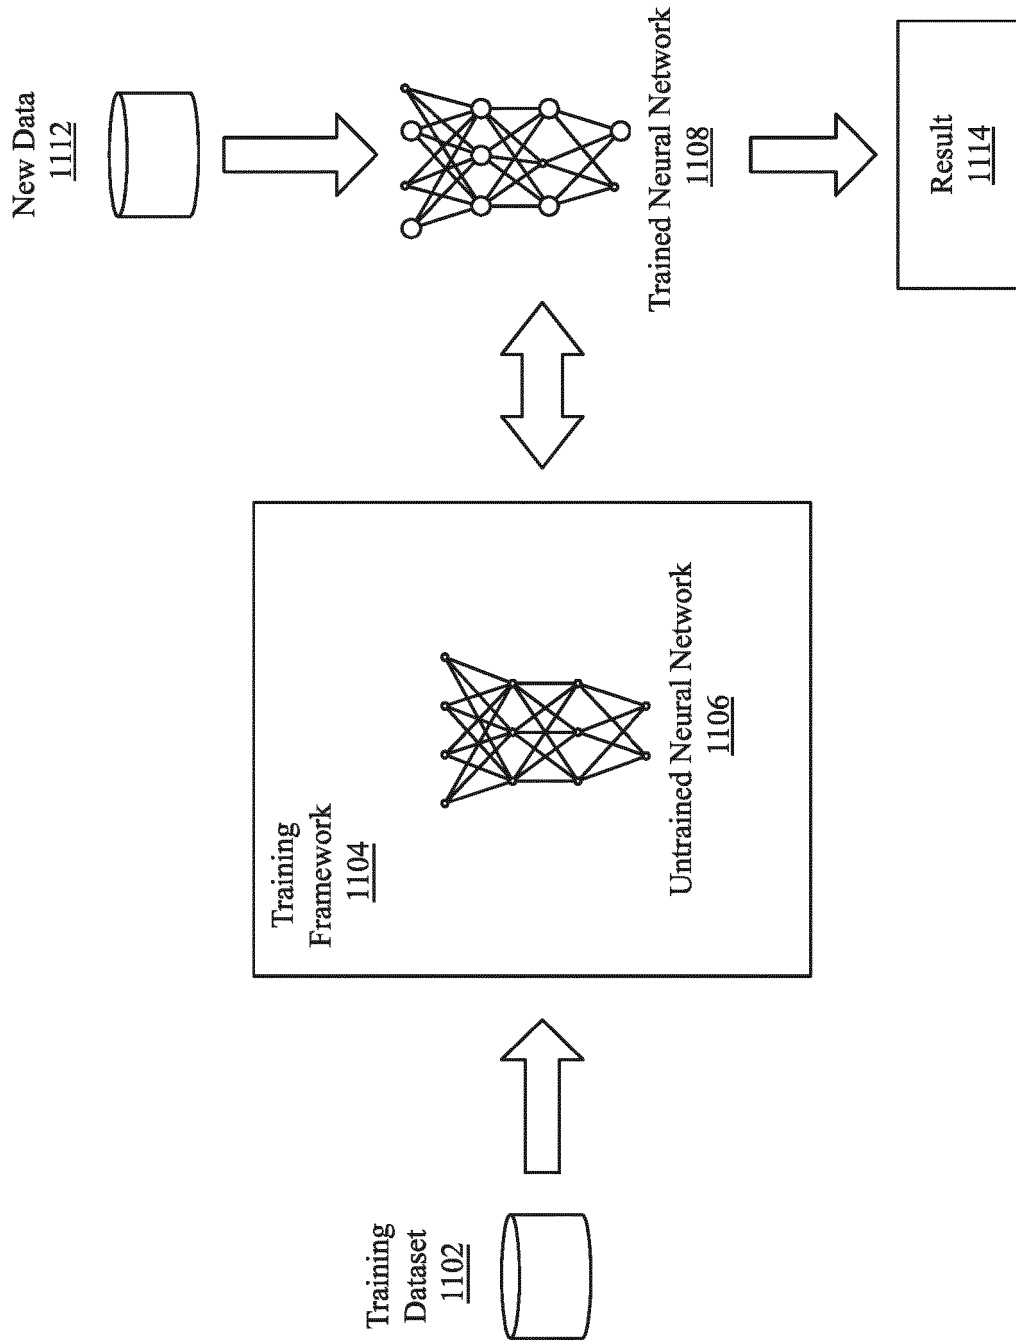 Training
Dataset
1102
Training
Framework
1104
Untrained Neural Network
1106
New Data
1112
Trained Neural Network
1108
Result
1114